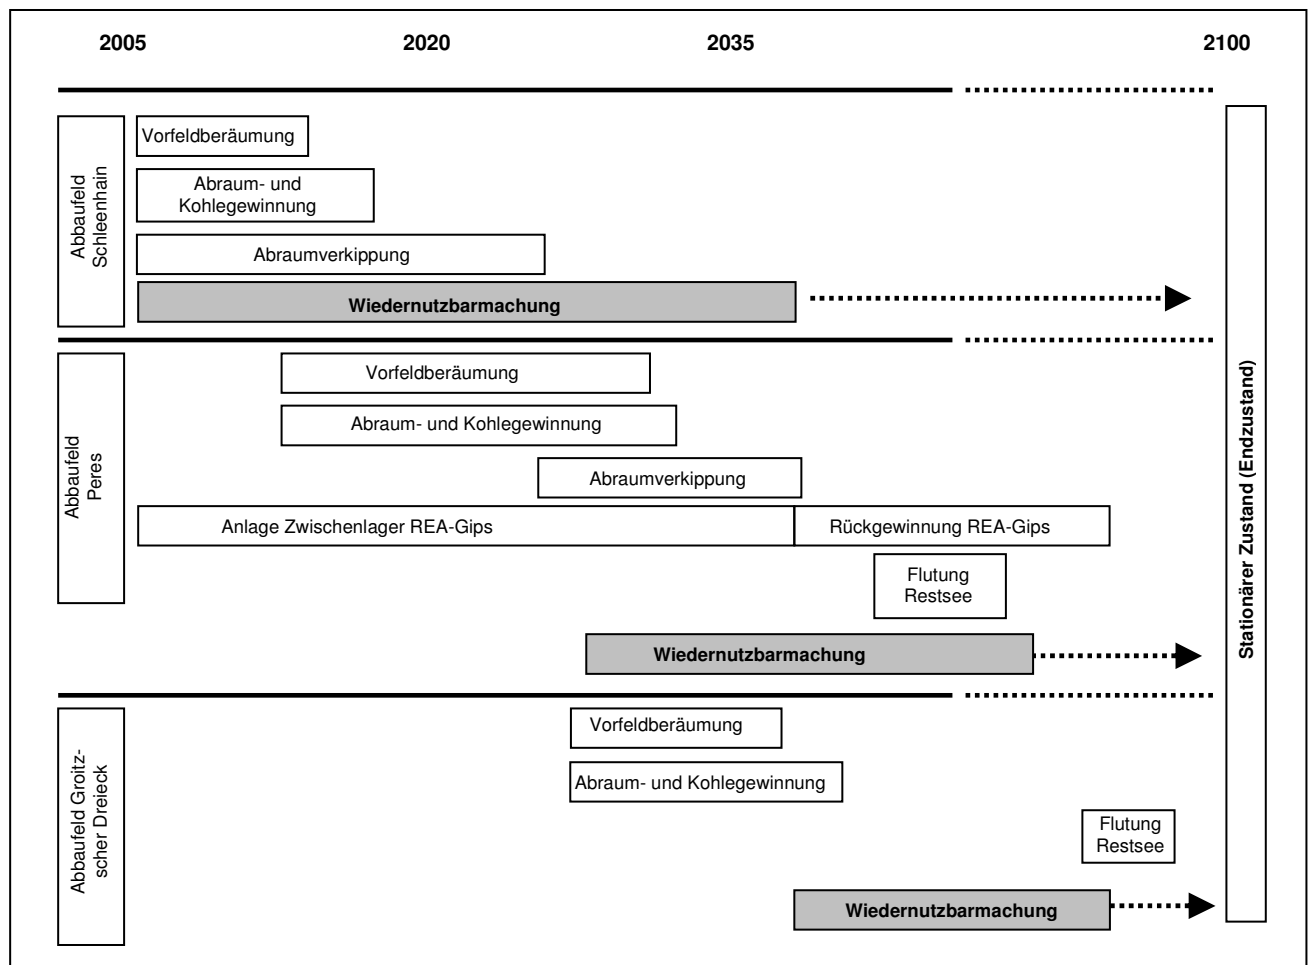 2005 2020 2035 2100
Abbaufeld
Schleenhain
Vorfeldberäumung
Abraum- und
Kohlegewinnung
Abraumverkippung
Wiedernutzbarmachung
Abbaufeld
Peres
Vorfeldberäumung
Abraum- und Kohlegewinnung
Abraumverkippung
Anlage Zwischenlager REA-Gips
Rückgewinnung REA-Gips
Flutung
Restsee
Wiedernutzbarmachung
Abbaufeld Groitz-
scher Dreieck
Vorfeldberäumung
Abraum- und Kohlegewinnung
Flutung
Restsee
Wiedernutzbarmachung
Stationärer Zustand (Endzustand)